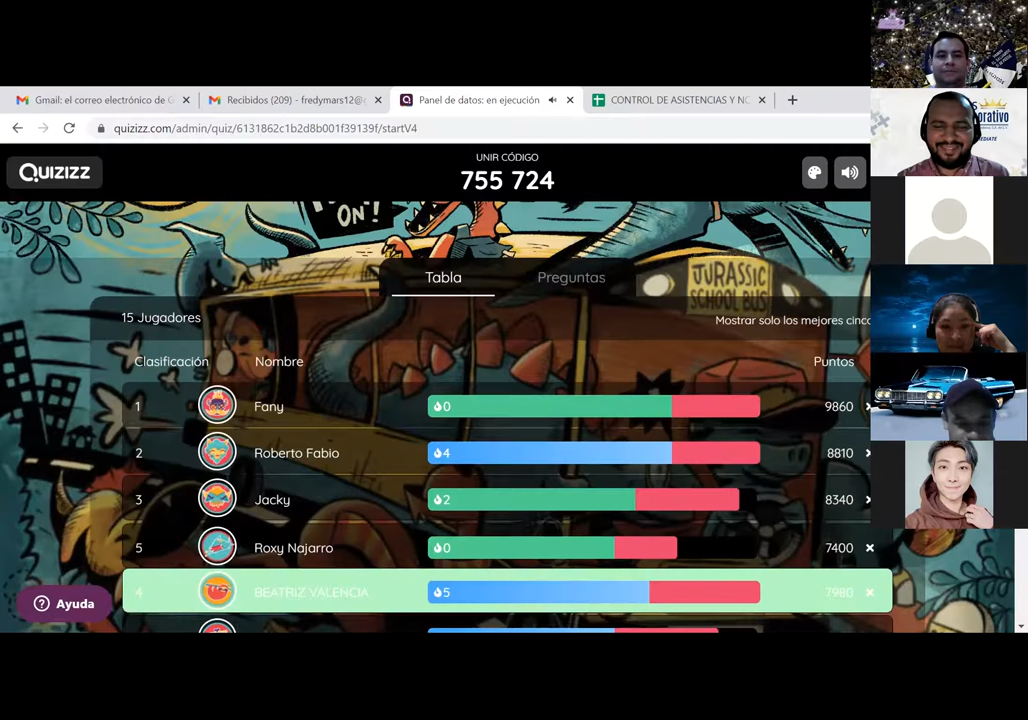 Gmail: el correo electrónico de G
Recibidos (209) - fredymars12@g
Panel de datos: en ejecución
CONTROL DE ASISTENCIAS Y NO
quizizz.com/admin/quiz/6131862c1b2d8b001f39139f/startV4
Quizizz
UNIR CÓDIGO
755 724
ON!
JURASSIC
SCHOOL BUS
Tabla Preguntas
15 Jugadores Mostrar solo los mejores cinco
Clasificación Nombre Puntos
1 Fany 0 9860
2 Roberto Fabio 4 8810
3 Jacky 2 8340
5 Roxy Najarro 0 7400
4 BEATRIZ VALENCIA 5 7980
Ayuda
orativo